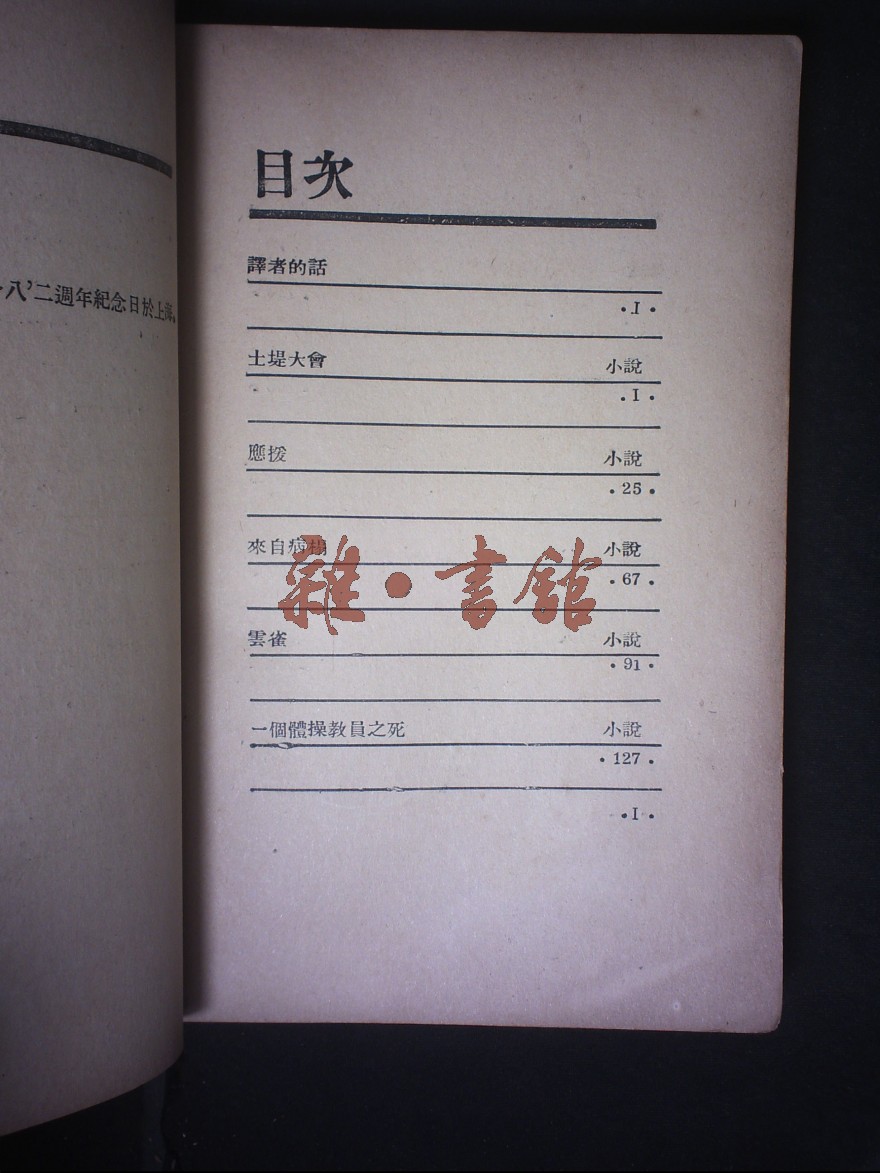 八’二週年紀念日於上海。
目次
譯者的話
·I·
土堤大會 小說
·I·
應援 小說
·25·
來自病榻 小說
·67·
雜·書館
雲雀 小說
·91·
一個體操教員之死 小說
·127·
·I·